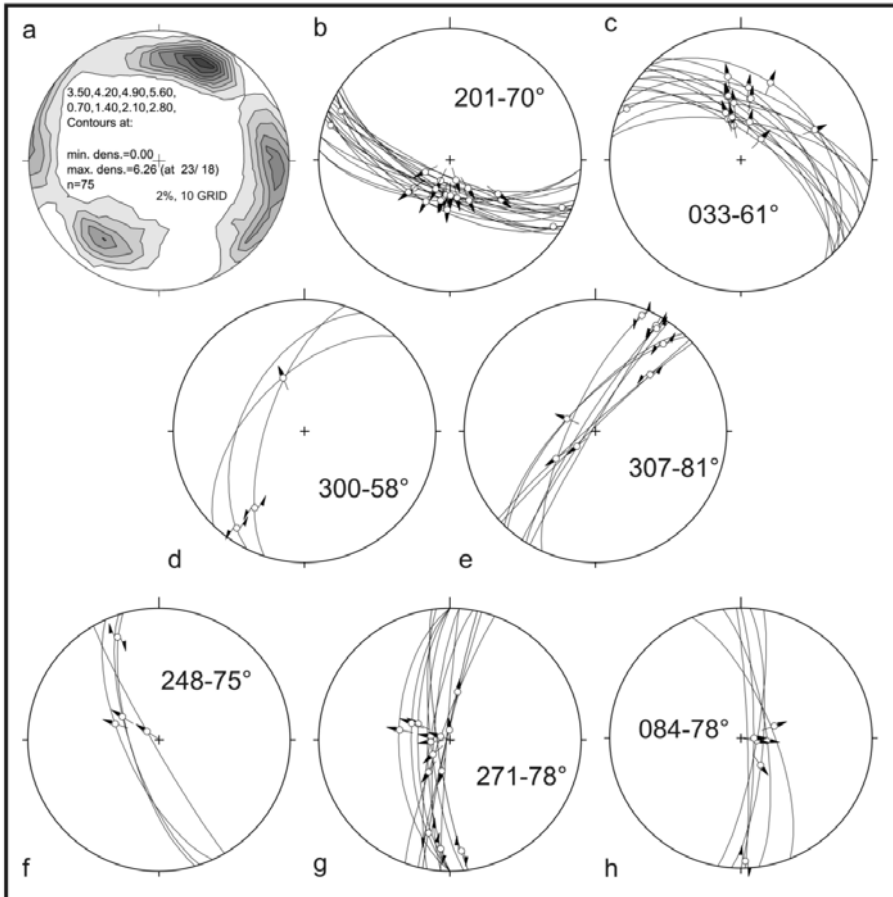 a
3.50,4.20,4.90,5.60,
0.70,1.40,2.10,2.80,
Contours at:
min. dens.=0.00
max. dens.=6.26 (at 23/ 18)
n=75
2%, 10 GRID
b
201-70°
c
033-61°
300-58°
d
307-81°
e
248-75°
f
271-78°
g
084-78°
h